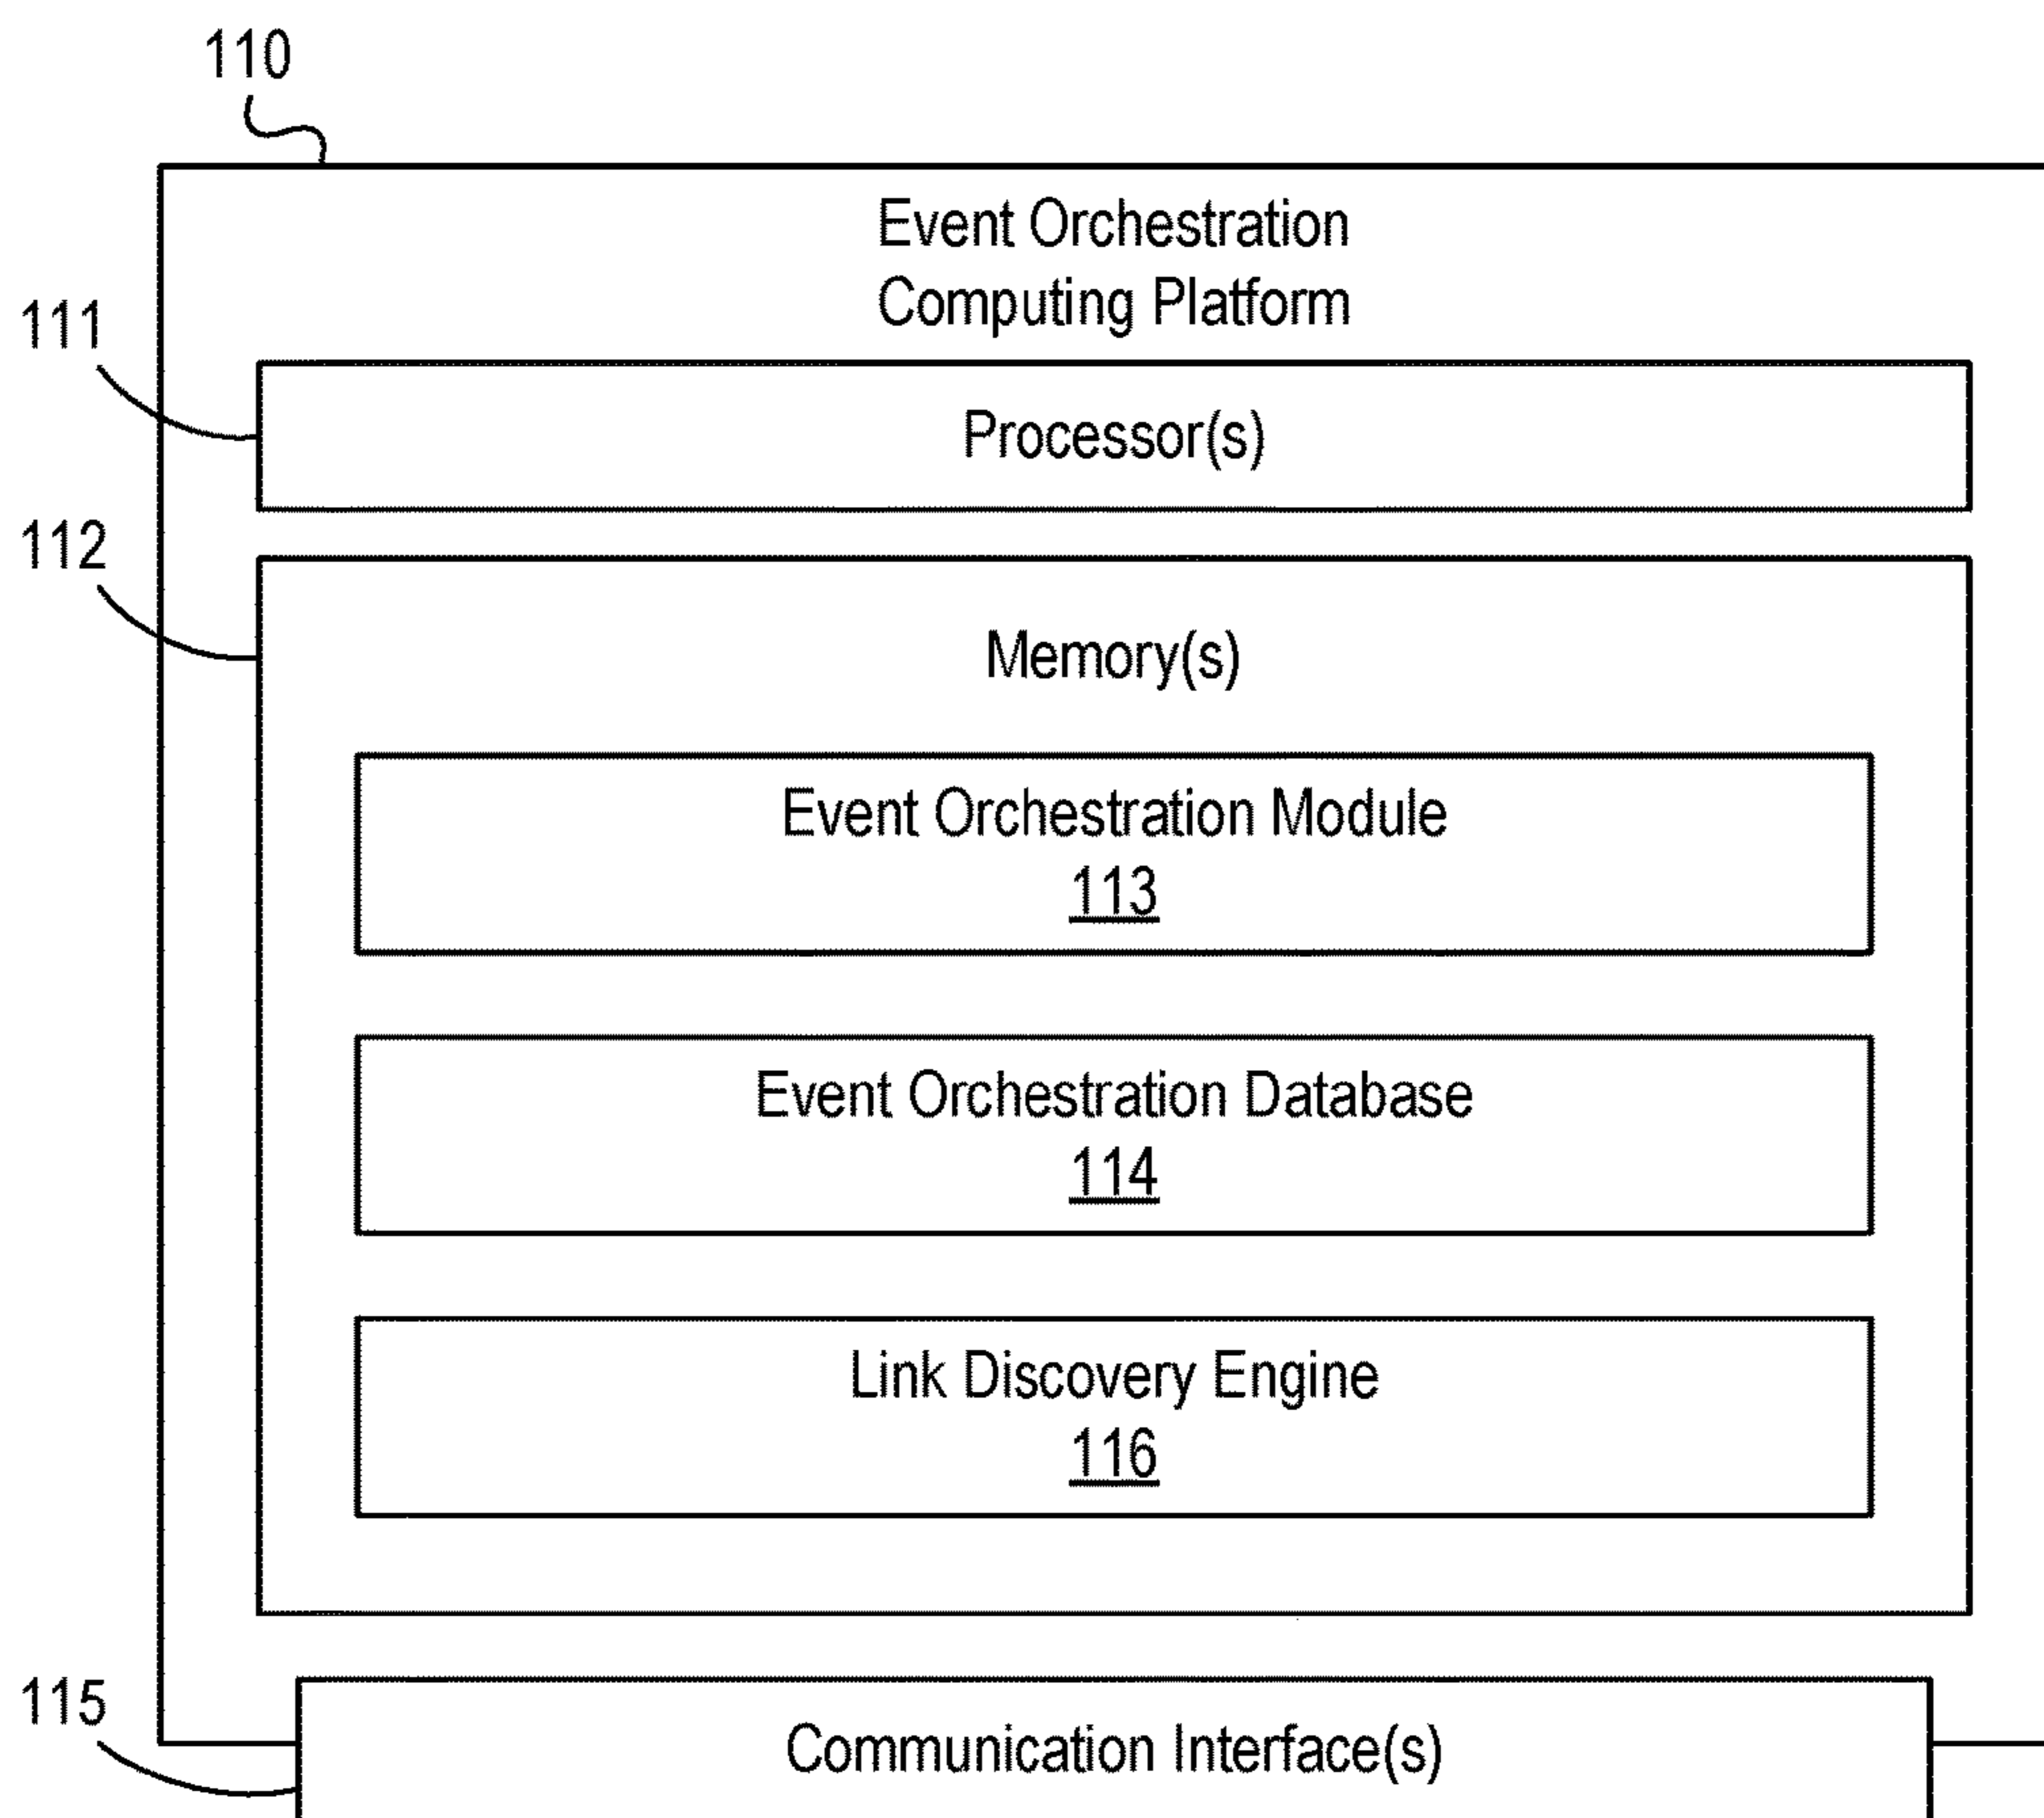 110
Event Orchestration
Computing Platform
111
Processor(s)
112
Memory(s)
Event Orchestration Module
113
Event Orchestration Database
114
Link Discovery Engine
116
115
Communication Interface(s)